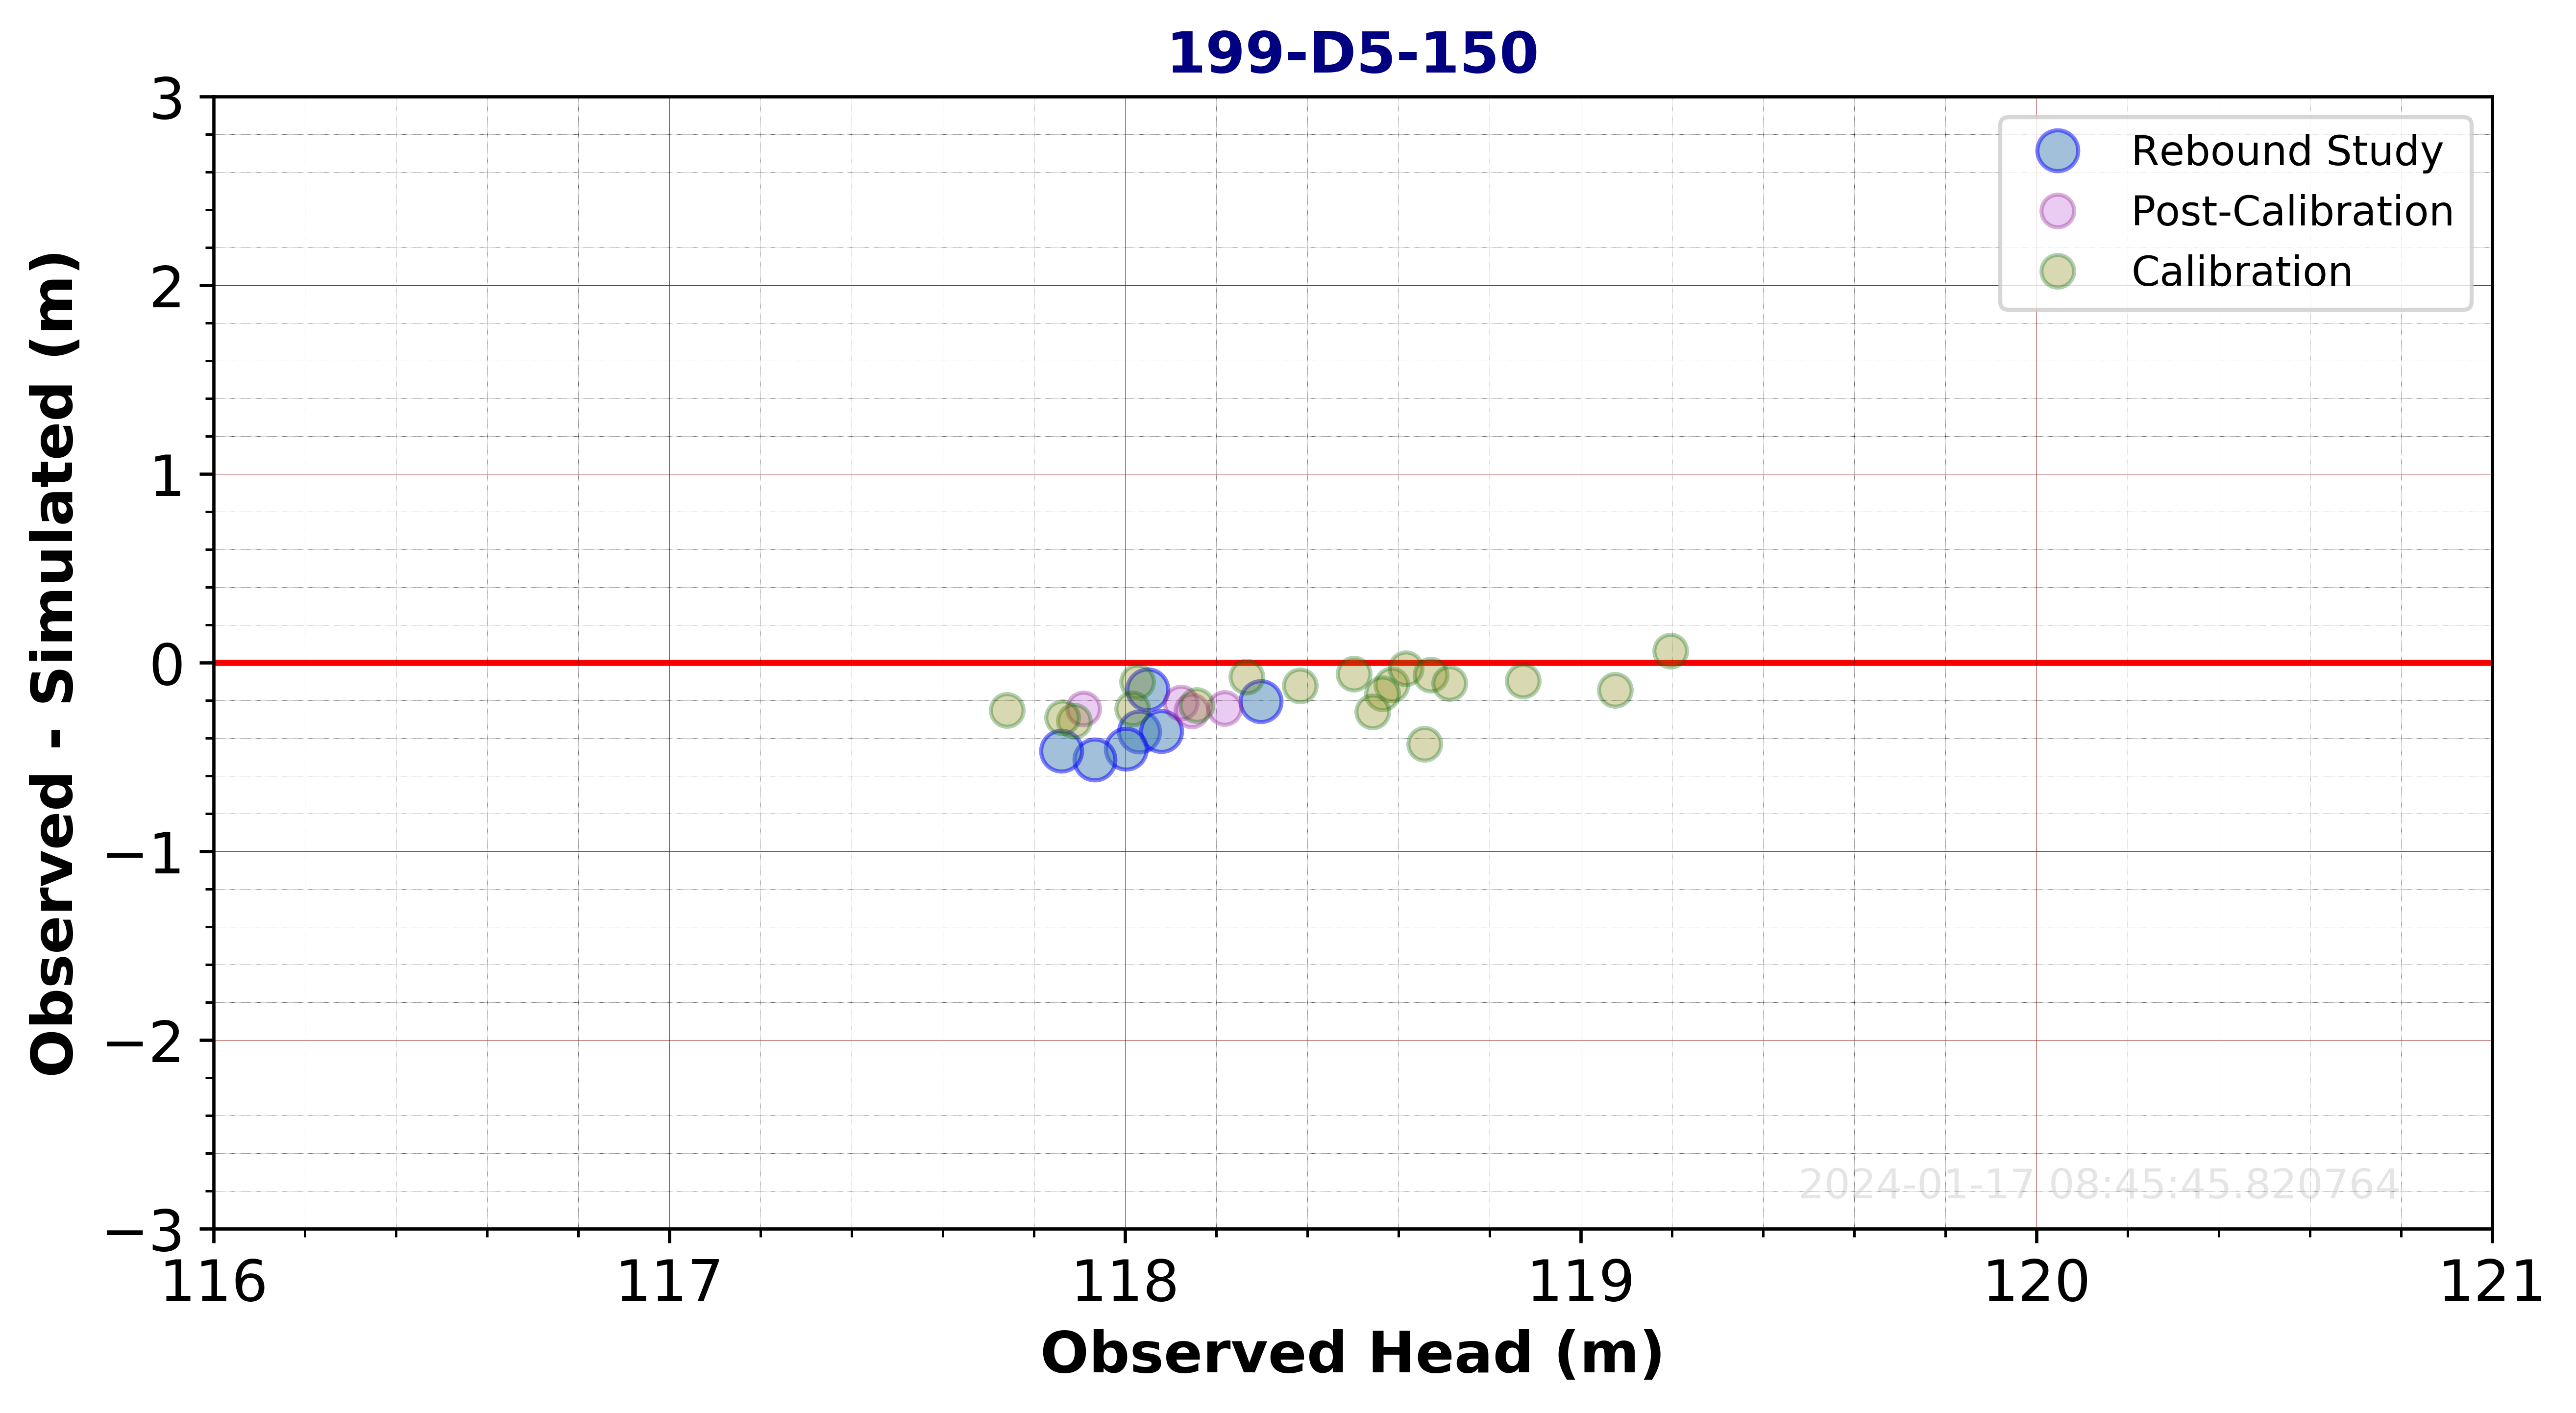 199-D5-150
3
2
1
0
−1
−2
−3
Observed - Simulated (m)
Rebound Study
Post-Calibration
Calibration
2024-01-17 08:45:45.820764
116 117 118 119 120 121
Observed Head (m)